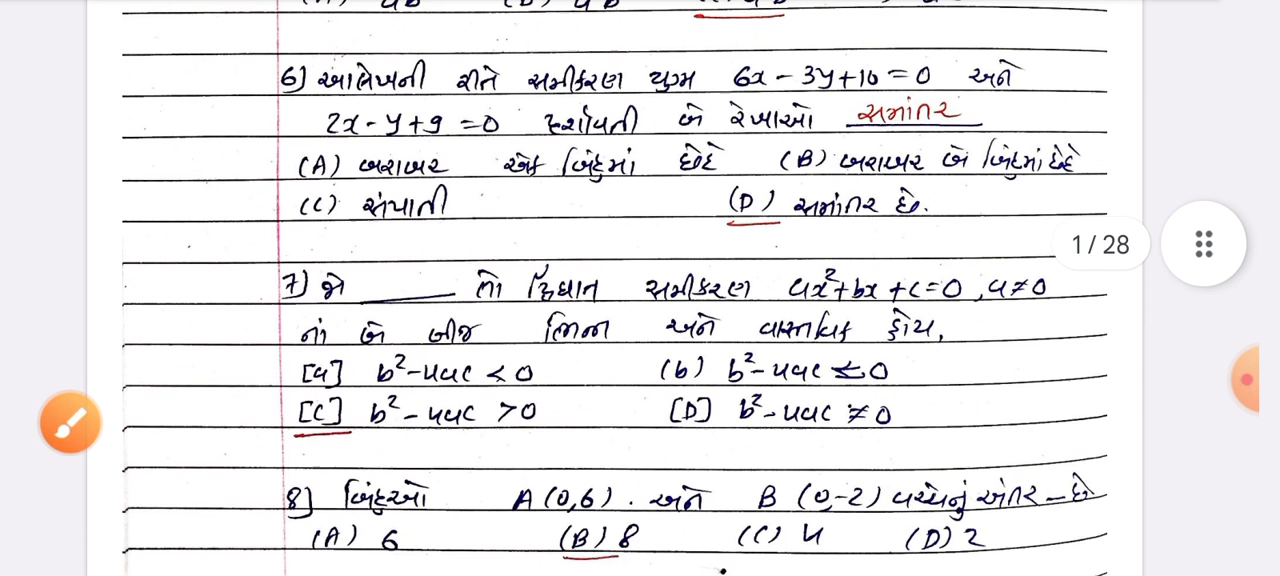 6) આલેખની રીતે સમીકરણ યુગ્મ 6x - 3y + 10 = 0 અને
2x - y + 9 = 0 દર્શાવતી બે રેખાઓ સમાંતર
(A) બરાબર એક બિંદુમાં છેદે (B) બરાબર બે બિંદુમાં છેદે
(C) સંપાતી (D) સમાંતર છે.
1 / 28
7) જો ______ તો દ્વિઘાત સમીકરણ ax²+bx+c=0, a≠0
નાં બે બીજ ભિન્ન અને વાસ્તવિક હોય,
[a] b²-4ac < 0 (b) b²-4ac ≤ 0
[C] b²-4ac > 0 [D] b²-4ac ≠ 0
8) બિંદુઓ A (0,6) . અને B (0,-2) વચ્ચેનું અંતર — છે
(A) 6 (B) 8 (C) 4 (D) 2